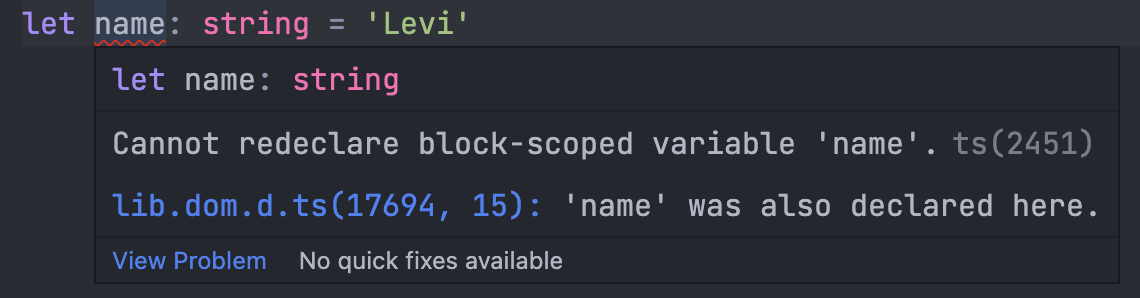 let name: string = 'Levi'
let name: string
Cannot redeclare block-scoped variable 'name'. ts(2451)
lib.dom.d.ts(17694, 15): 'name' was also declared here.
View Problem No quick fixes available